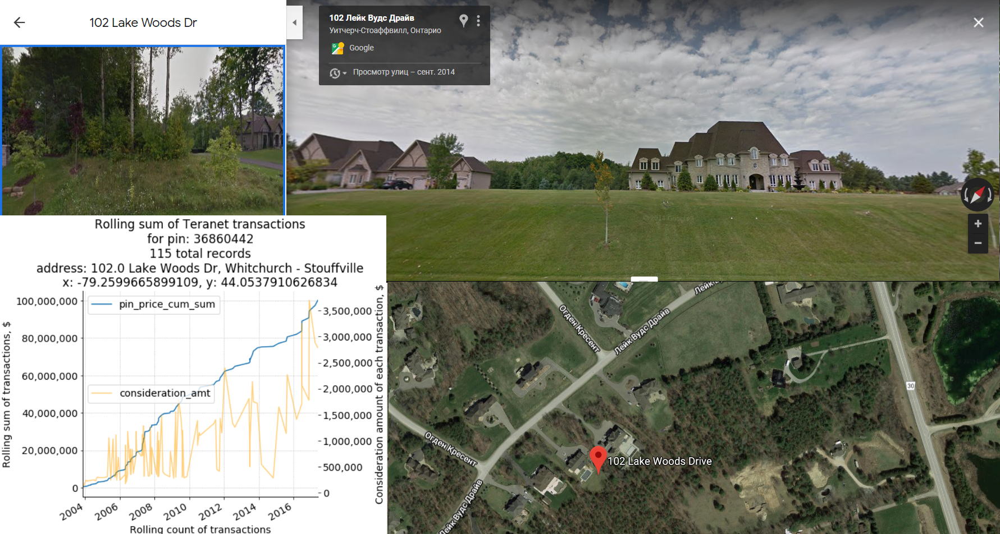 102 Lake Woods Dr
102 Лейк Вудс Драйв
Уитчерч-Стоаффвилл, Онтарио
Google
Просмотр улиц – сент. 2014
© 2014 Google
Rolling sum of Teranet transactions
for pin: 36860442
115 total records
address: 102.0 Lake Woods Dr, Whitchurch - Stouffville
x: -79.2599665899109, y: 44.0537910626834
pin_price_cum_sum
consideration_amt
Rolling sum of transactions, $
100,000,000
80,000,000
60,000,000
40,000,000
20,000,000
0
Consideration amount of each transaction, $
3,500,000
3,000,000
2,500,000
2,000,000
1,500,000
1,000,000
500,000
0
2004
2006
2008
2010
2012
2014
2016
Rolling count of transactions
Огден Кресент
Лейк Вудс Драйв
Лейк
30
Огден Кресент
102 Lake Woods Drive
Лейк Вудс Драйв